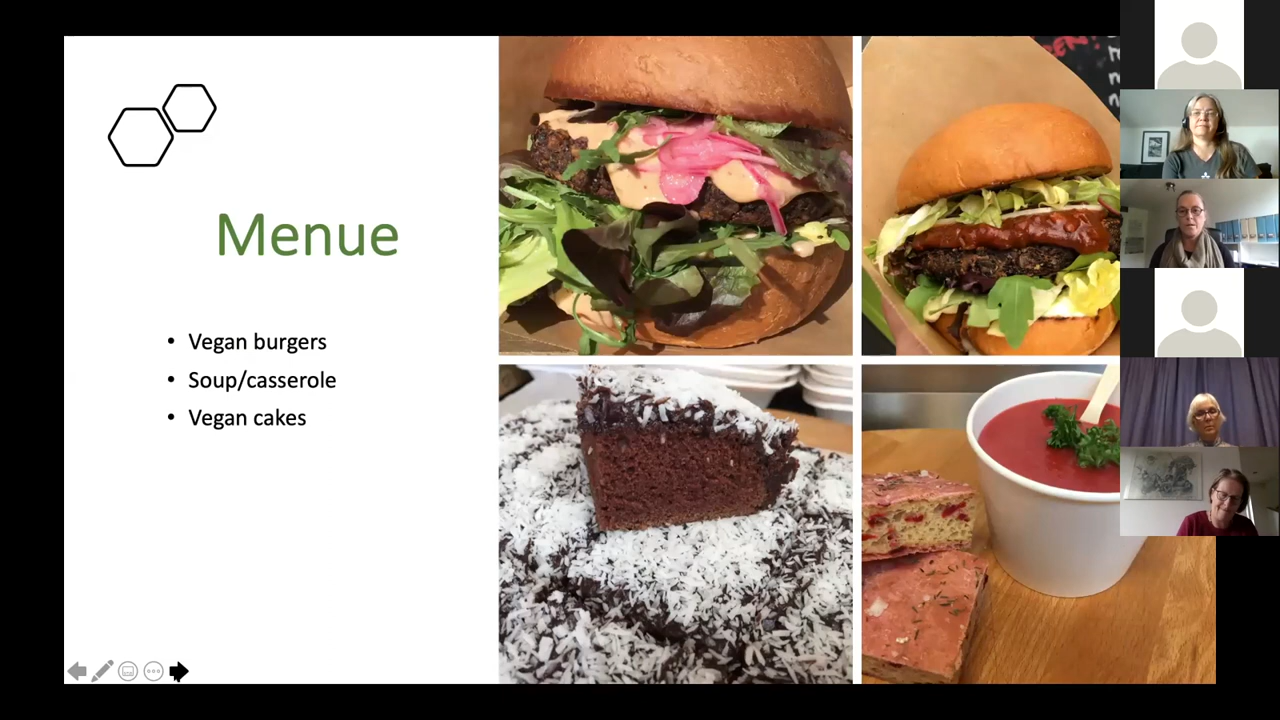 Menue
• Vegan burgers
• Soup/casserole
• Vegan cakes